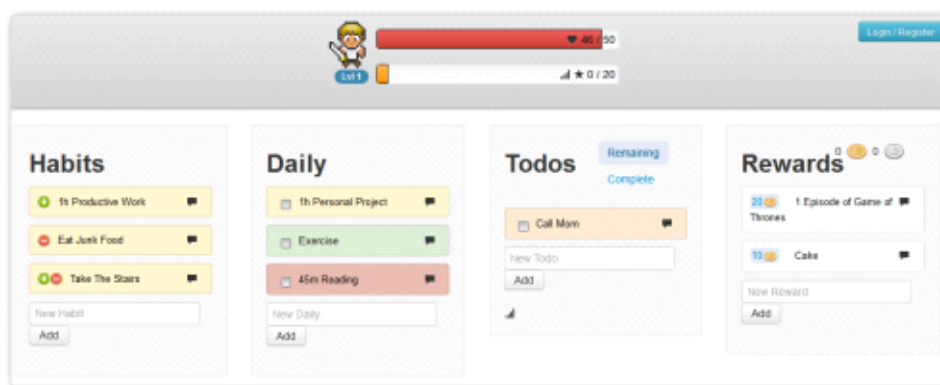 46 / 50
Login / Register
Lvl 1
0 / 20
Habits
1h Productive Work
Eat Junk Food
Take The Stairs
New Habit
Add
Daily
1h Personal Project
Exercise
45m Reading
New Daily
Add
Todos
Remaining
Complete
Call Mom
New Todo
Add
0 0
Rewards
20 1 Episode of Game of
Thrones
10 Cake
New Reward
Add